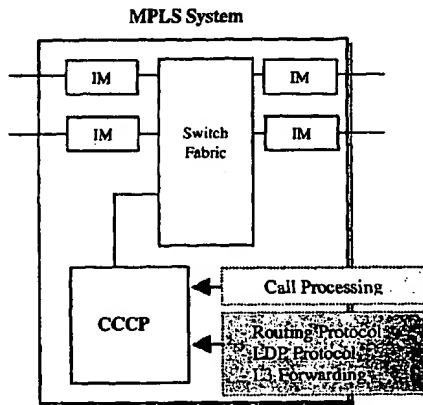 MPLS System
IM
IM
IM
IM
Switch
Fabric
CCCP
Call Processing
Routing Protocol
LDP Protocol,
L3 Forwarding